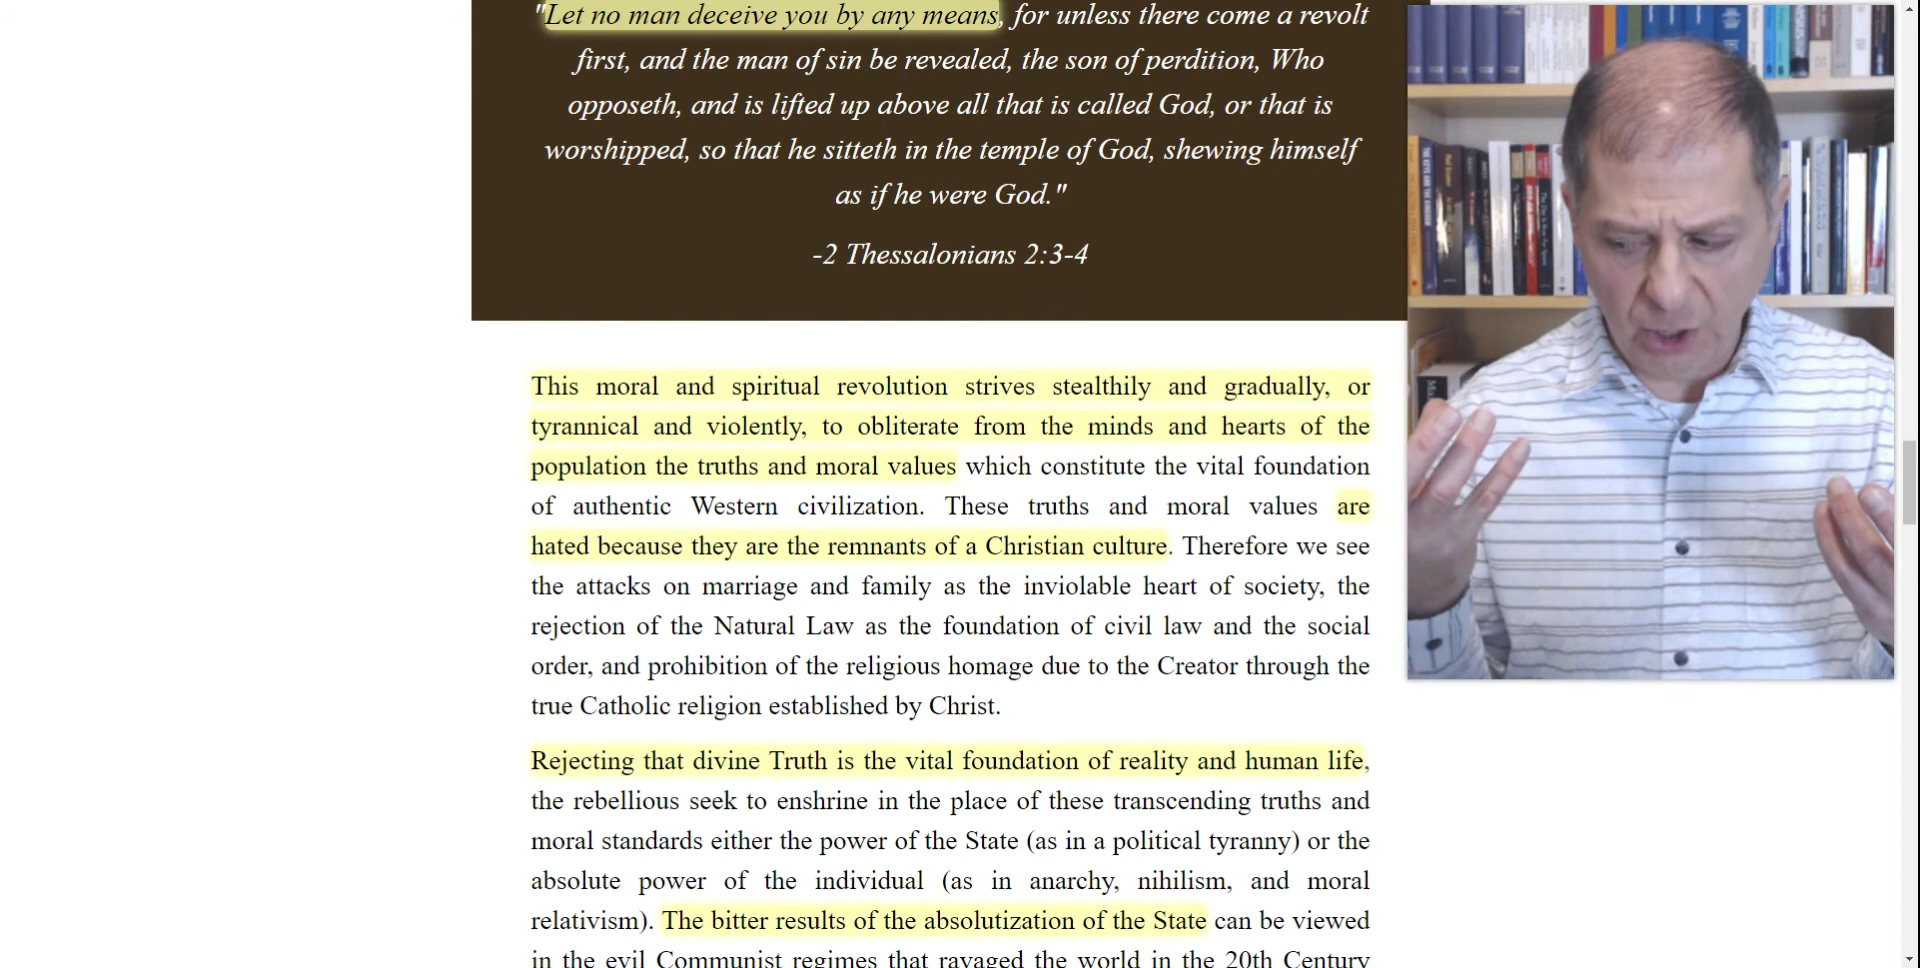 "Let no man deceive you by any means, for unless there come a revolt
first, and the man of sin be revealed, the son of perdition, Who
opposeth, and is lifted up above all that is called God, or that is
worshipped, so that he sitteth in the temple of God, shewing himself
as if he were God."
-2 Thessalonians 2:3-4
This moral and spiritual revolution strives stealthily and gradually, or
tyrannical and violently, to obliterate from the minds and hearts of the
population the truths and moral values which constitute the vital foundation
of authentic Western civilization. These truths and moral values are
hated because they are the remnants of a Christian culture. Therefore we see
the attacks on marriage and family as the inviolable heart of society, the
rejection of the Natural Law as the foundation of civil law and the social
order, and prohibition of the religious homage due to the Creator through the
true Catholic religion established by Christ.
Rejecting that divine Truth is the vital foundation of reality and human life,
the rebellious seek to enshrine in the place of these transcending truths and
moral standards either the power of the State (as in a political tyranny) or the
absolute power of the individual (as in anarchy, nihilism, and moral
relativism). The bitter results of the absolutization of the State can be viewed
in the evil Communist regimes that ravaged the world in the 20th Century